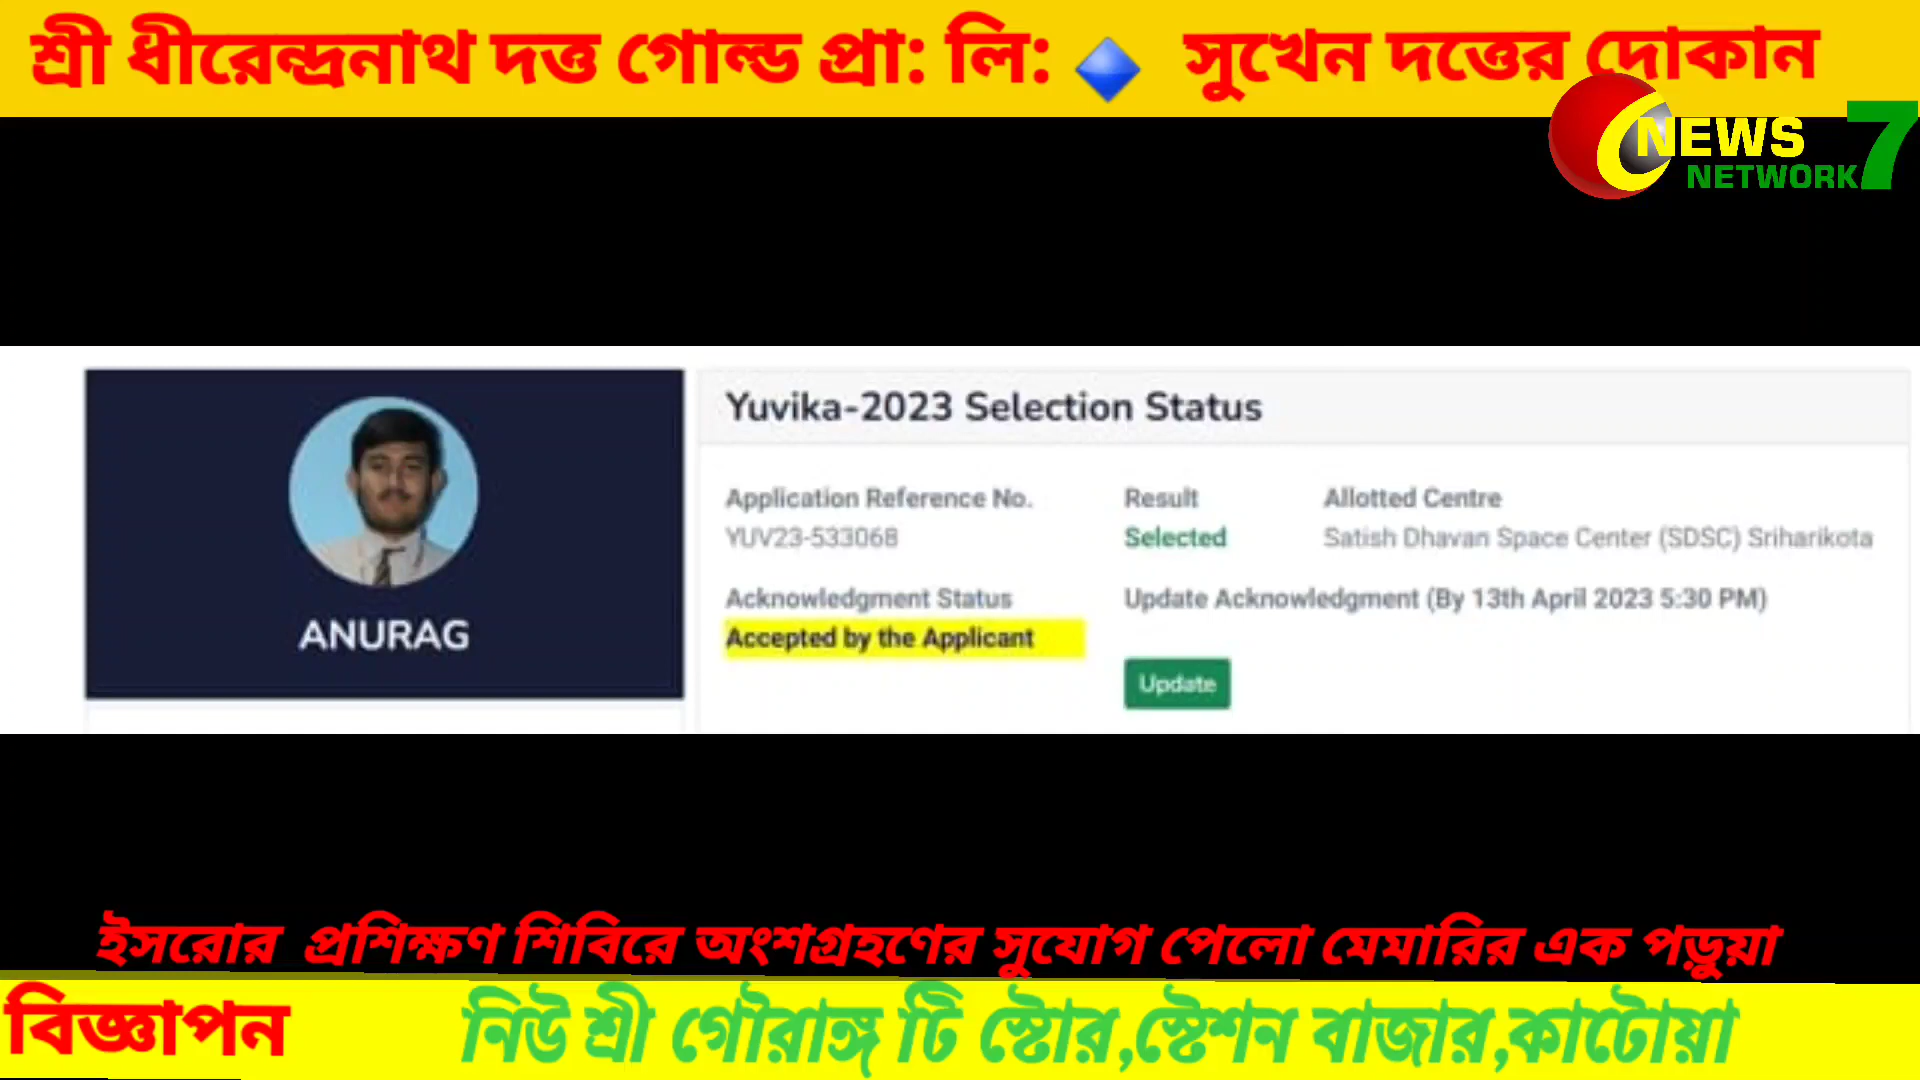 শ্রী ধীরেন্দ্রনাথ দত্ত গোল্ড প্রা: লি: 🔷 সুখেন দত্তের দোকান
NEWS
NETWORK 7
Yuvika-2023 Selection Status
Application Reference No.
YUV23-533068
Result
Selected
Allotted Centre
Satish Dhavan Space Center (SDSC) Sriharikota
Acknowledgment Status
Accepted by the Applicant
Update Acknowledgment (By 13th April 2023 5:30 PM)
Update
ANURAG
ইসরোর প্রশিক্ষণ শিবিরে অংশগ্রহণের সুযোগ পেলো মেমারির এক পড়ুয়া
বিজ্ঞাপন
নিউ শ্রী গৌরাঙ্গ টি স্টোর,স্টেশন বাজার,কাটোয়া